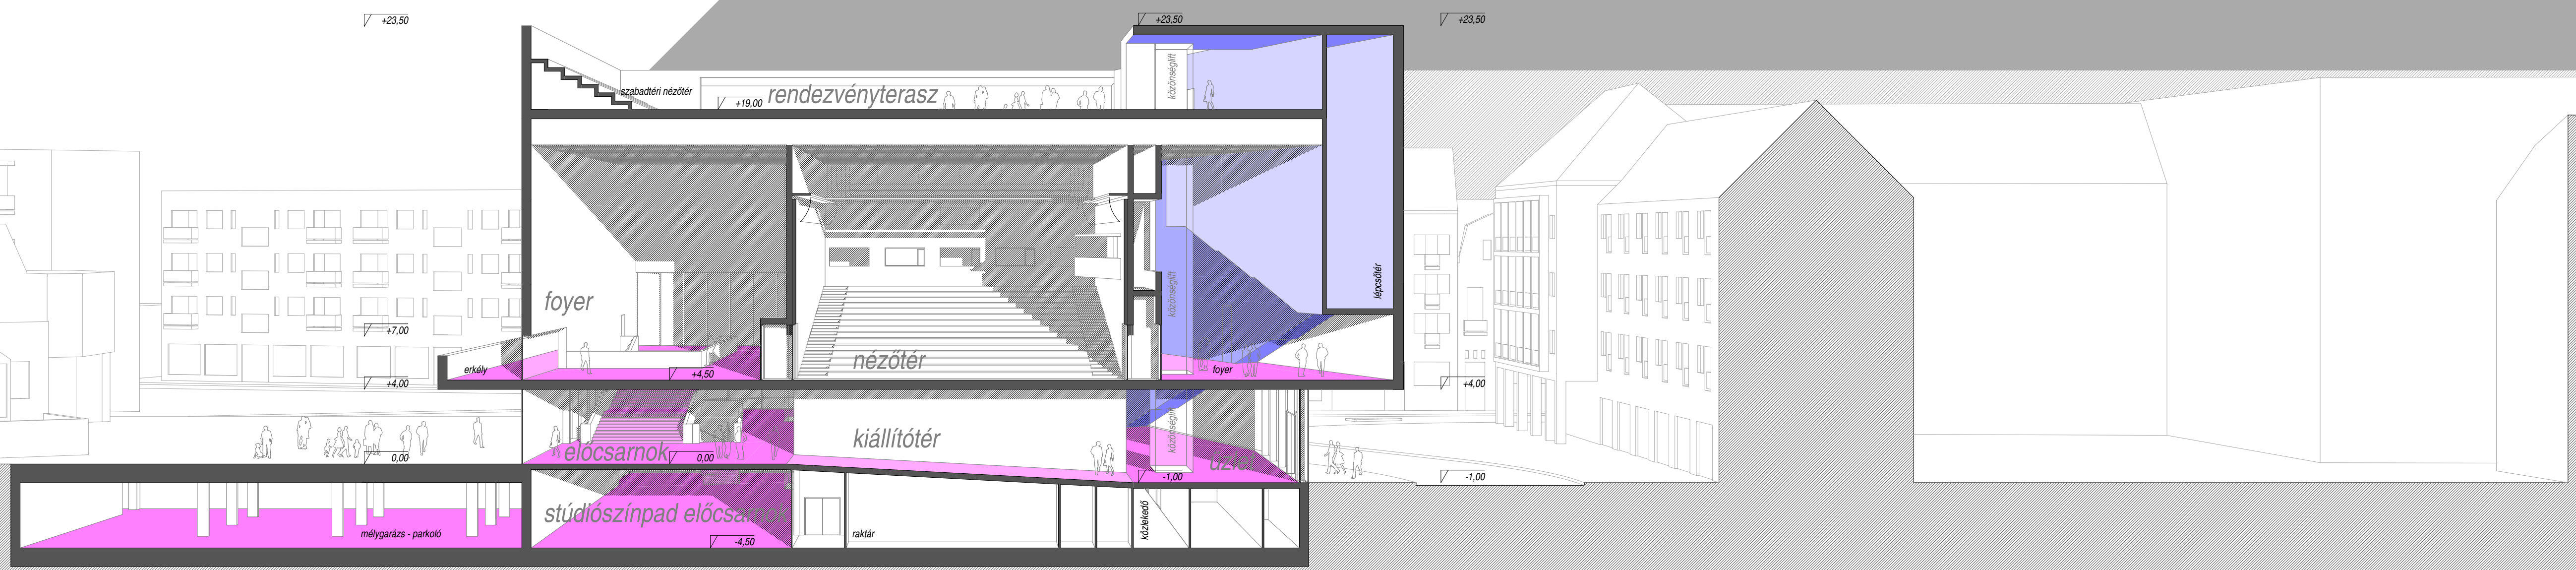 +23,50
+23,50
+23,50
közönséglift
szabadtéri nézőtér
+19,00
rendezvényterasz
foyer
közönséglift
lépcsőtér
+7,00
nézőtér
erkély
+4,50
foyer
+4,00
+4,00
közönséglift
kiállítótér
előcsarnok
0,00
0,00
üzlet
-1,00
-1,00
stúdiószínpad előcsarnok
mélygarázs - parkoló
raktár
közlekedő
-4,50